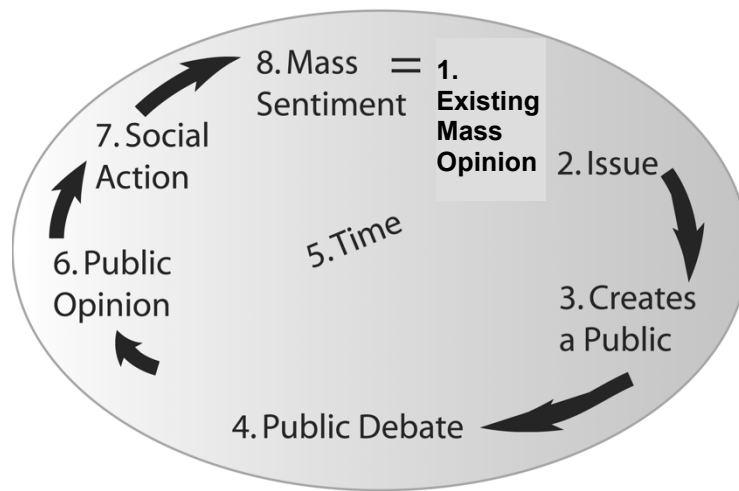 8. Mass = 1.
Sentiment Existing
Mass
Opinion
2. Issue
3. Creates
a Public
4. Public Debate
5. Time
6. Public
Opinion
7. Social
Action